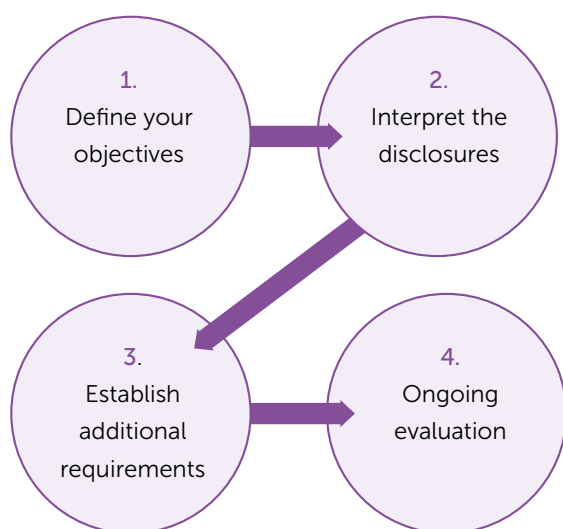 1.
Define your
objectives
2.
Interpret the
disclosures
3.
Establish
additional
requirements
4.
Ongoing
evaluation